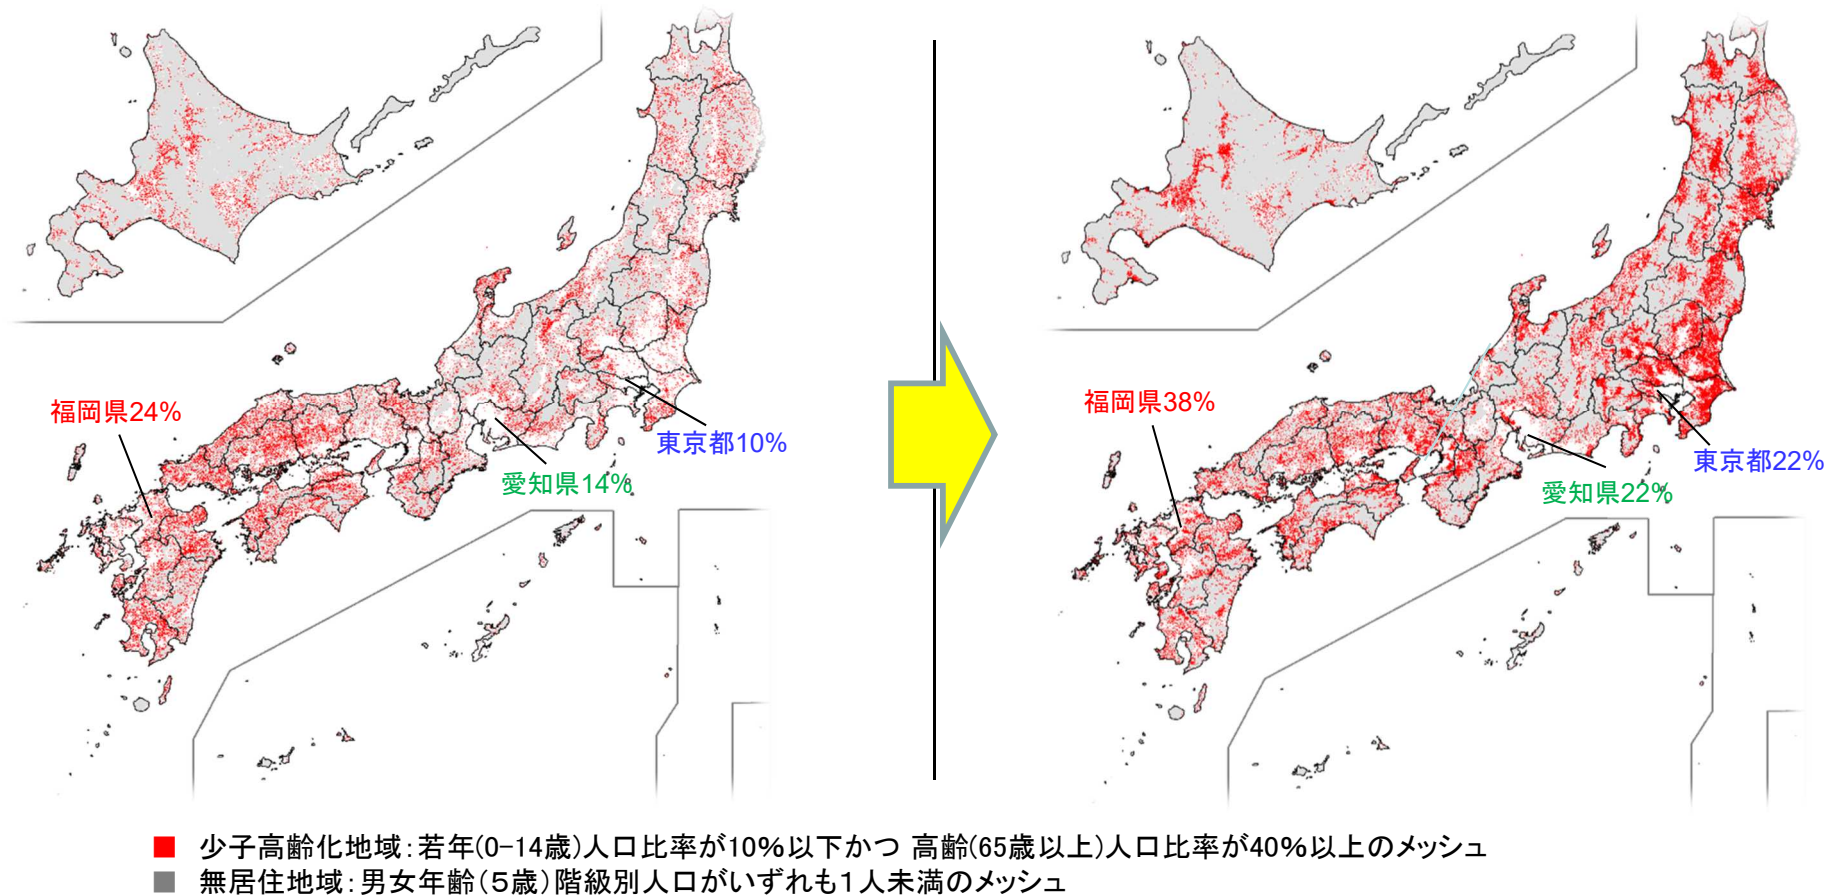 福岡県24%
東京都10%
愛知県14%
福岡県38%
東京都22%
愛知県22%
少子高齢化地域：若年(0-14歳)人口比率が10%以下かつ 高齢(65歳以上)人口比率が40%以上のメッシュ
無居住地域：男女年齢（５歳）階級別人口がいずれも１人未満のメッシュ